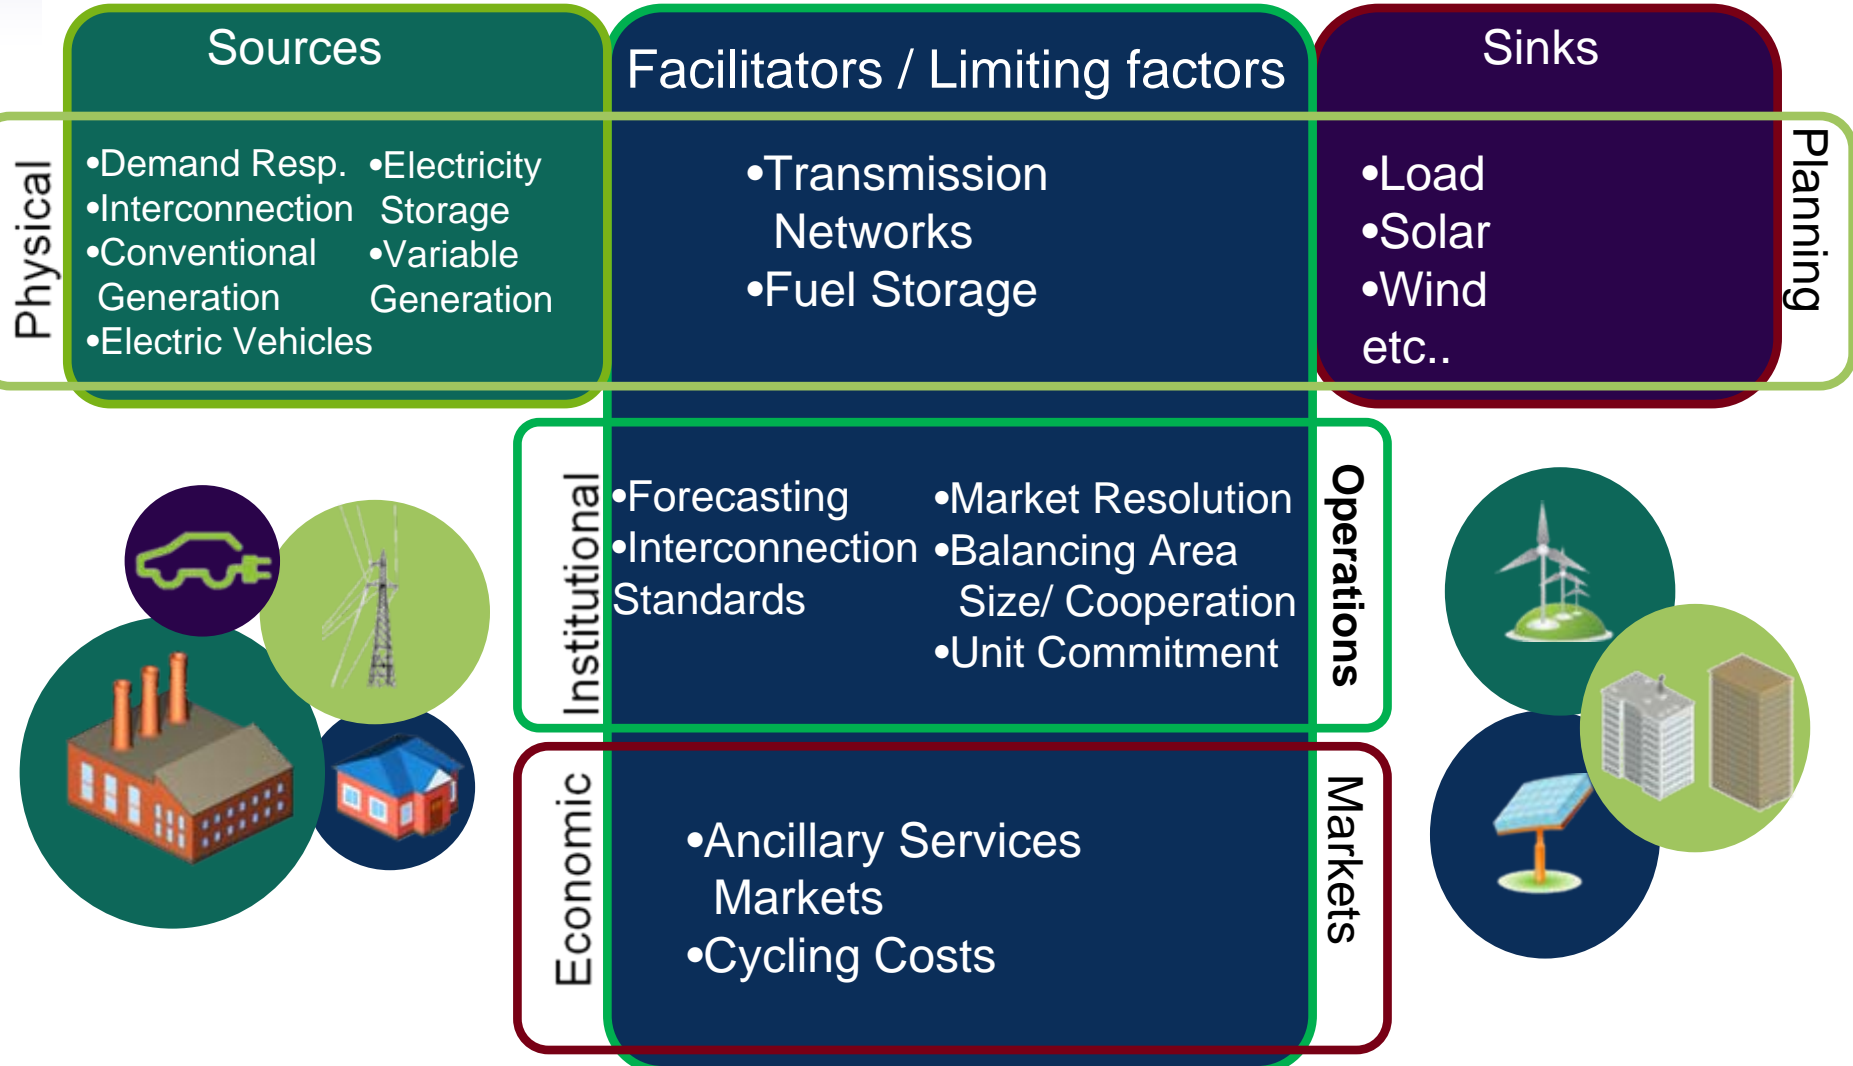 Sources
Facilitators / Limiting factors
Sinks
Physical
•Demand Resp.
•Interconnection
•Conventional
Generation
•Electric Vehicles
•Electricity
Storage
•Variable
Generation
•Transmission
Networks
•Fuel Storage
•Load
•Solar
•Wind
etc..
Planning
Institutional
•Forecasting
•Interconnection
Standards
•Market Resolution
•Balancing Area
Size/ Cooperation
•Unit Commitment
Operations
Economic
•Ancillary Services
Markets
•Cycling Costs
Markets